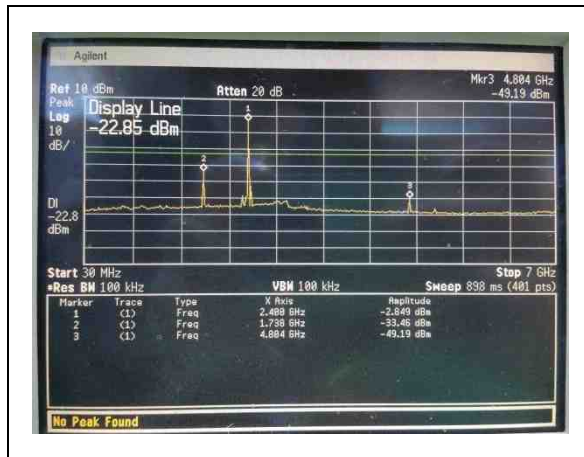 Agilent
Ref 10 dBm Atten 20 dB Mkr3 4.804 GHz
-49.19 dBm
Peak
Log
10
dB/
Display Line
-22.85 dBm
1
2
3
DI
-22.8
dBm
Start 30 MHz Stop 7 GHz
*Res BW 100 kHz VBW 100 kHz Sweep 898 ms (401 pts)
Marker Trace Type X Axis Amplitude
1 (1) Freq 2.400 GHz -2.849 dBm
2 (1) Freq 1.738 GHz -33.46 dBm
3 (1) Freq 4.804 GHz -49.19 dBm
No Peak Found